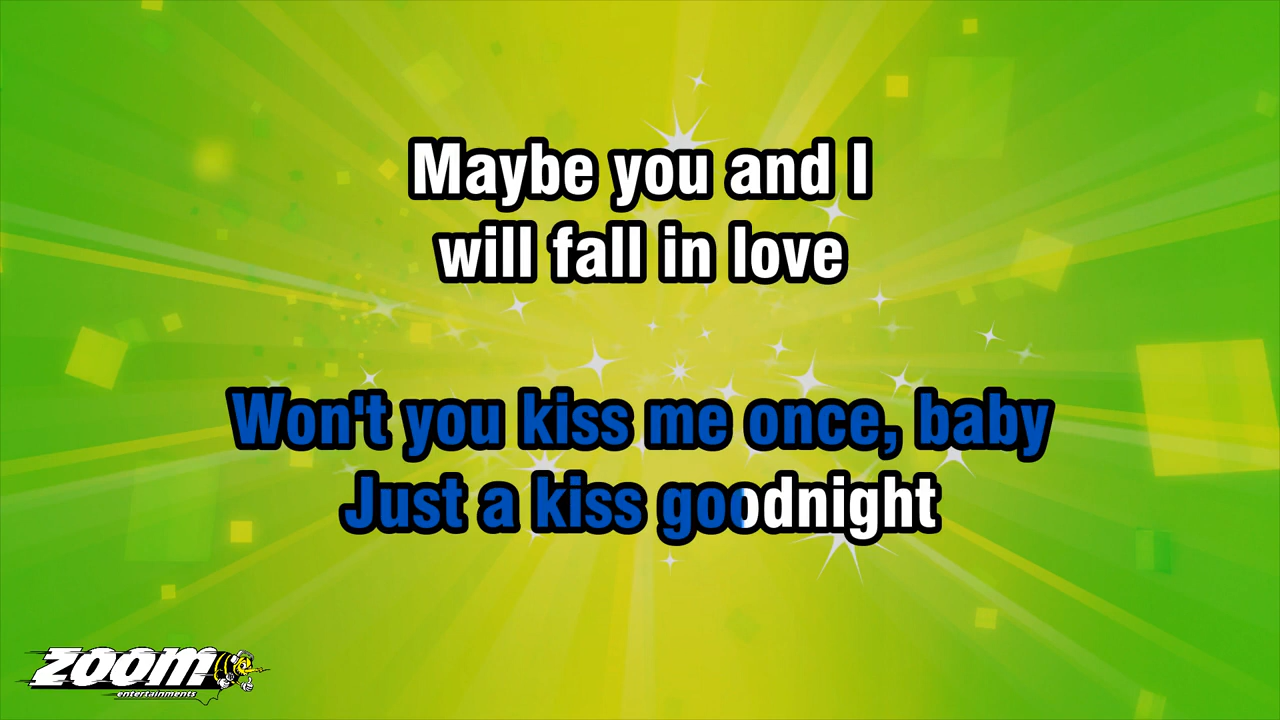 Maybe you and I
will fall in love
Won't you kiss me once, baby
Just a kiss goodnight
ZOOM
entertainments